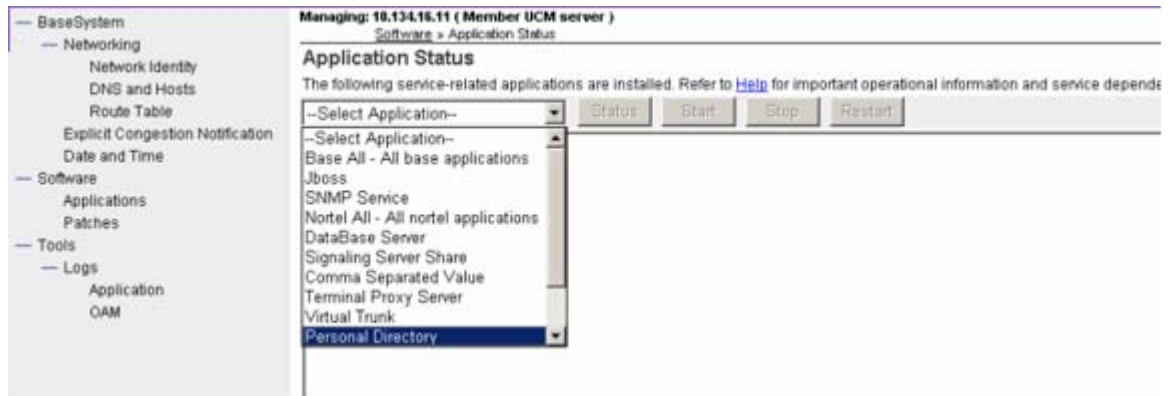 BaseSystem
Networking
Network Identity
DNS and Hosts
Route Table
Explicit Congestion Notification
Date and Time
Software
Applications
Patches
Tools
Logs
Application
OAM
Managing: 10.134.16.11 ( Member UCM server )
Software » Application Status
Application Status
The following service-related applications are installed. Refer to Help for important operational information and service depende
--Select Application-- Status Start Stop Restart
--Select Application--
Base All - All base applications
Jboss
SNMP Service
Nortel All - All nortel applications
DataBase Server
Signaling Server Share
Comma Separated Value
Terminal Proxy Server
Virtual Trunk
Personal Directory